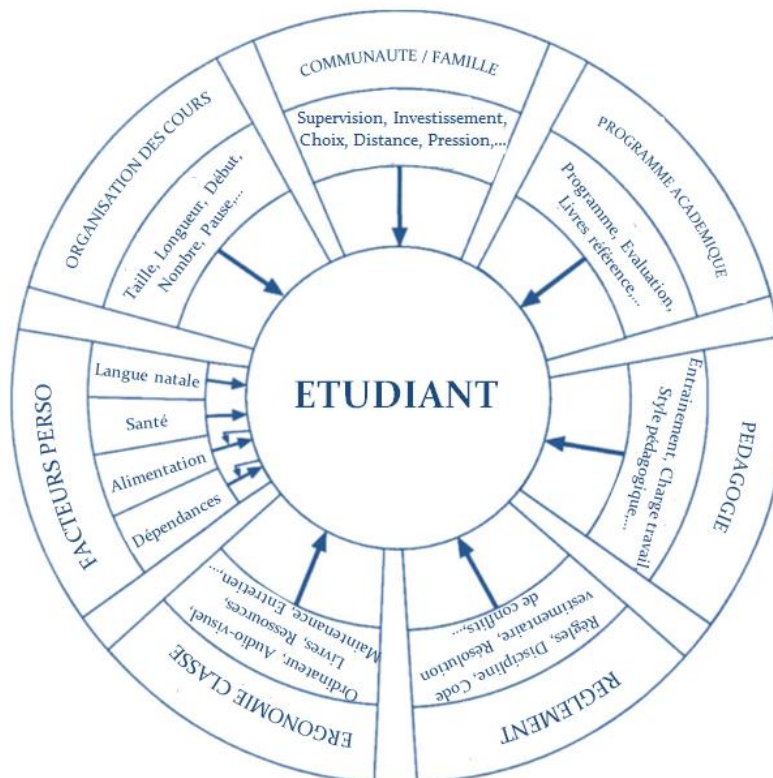 COMMUNAUTE / FAMILLE
Supervision, Investissement,
Choix, Distance, Pression,...
PROGRAMME ACADEMIQUE
Programme, Evaluation,
Livres référence,...
PEDAGOGIE
Entrainement, Charge travail,
Style pédagogique,...
REGLEMENT
Règles, Discipline, Code
vestimentaire, Résolution
de conflits,...
ERGONOMIE CLASSE
Ordinateur, Audio-visuel,
Livres, Ressources,
Maintenance, Entretien,...
FACTEURS PERSO
Langue natale
Santé
Alimentation
Dépendances
ORGANISATION DES COURS
Taille, Longueur, Début,
Nombre, Pause,...
ETUDIANT